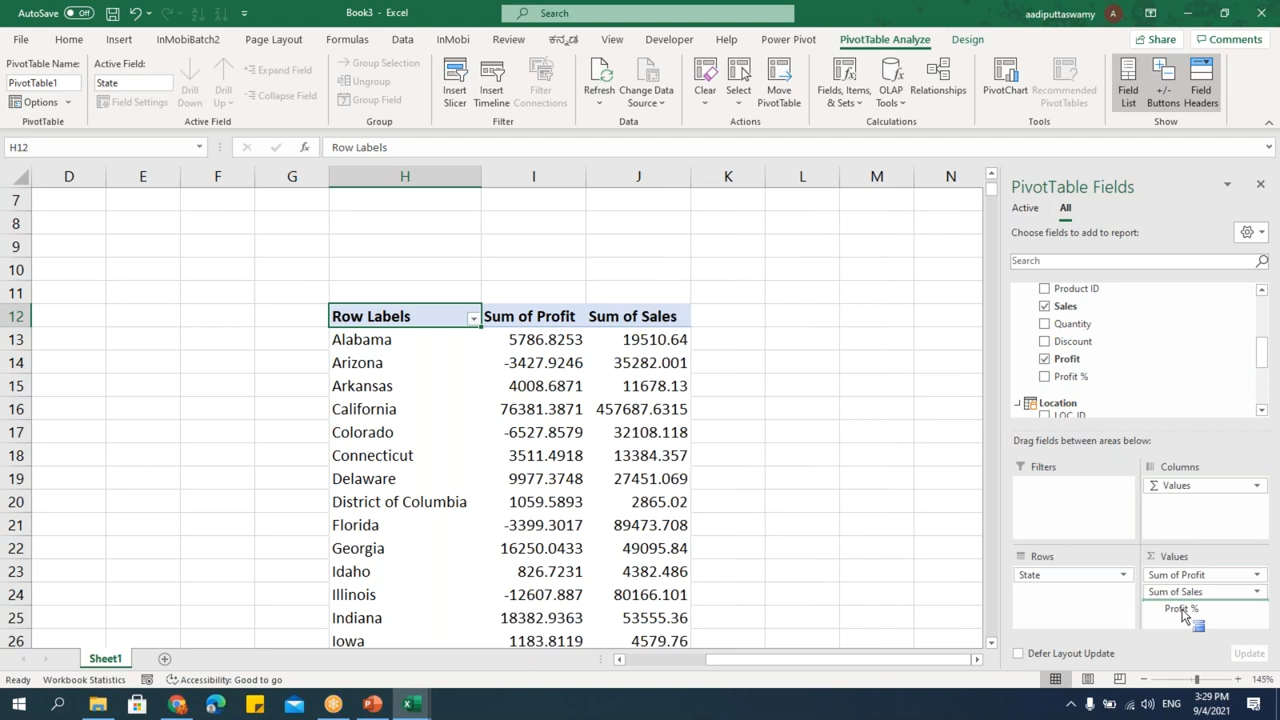 AutoSave Off Book3 - Excel Search aadiputtaswamy A
File Home Insert InMobiBatch2 Page Layout Formulas Data InMobi Review ಕನ್ನಡ View Developer Help Power Pivot PivotTable Analyze Design Share Comments
PivotTable Name:
PivotTable1
Options
PivotTable
Active Field:
State
Field Settings
Drill Down
Drill Up
Expand Field
Collapse Field
Active Field
Group Selection
Ungroup
Group Field
Group
Insert Slicer
Insert Timeline
Filter Connections
Filter
Refresh
Change Data Source
Data
Clear
Select
Move PivotTable
Actions
Fields, Items, & Sets
OLAP Tools
Relationships
Calculations
PivotChart
Recommended PivotTables
Tools
Field List
+/- Buttons
Field Headers
Show
H12 fx Row Labels
D E F G H I J K L M N
7
8
9
10
11
12 Row Labels Sum of Profit Sum of Sales
13 Alabama 5786.8253 19510.64
14 Arizona -3427.9246 35282.001
15 Arkansas 4008.6871 11678.13
16 California 76381.3871 457687.6315
17 Colorado -6527.8579 32108.118
18 Connecticut 3511.4918 13384.357
19 Delaware 9977.3748 27451.069
20 District of Columbia 1059.5893 2865.02
21 Florida -3399.3017 89473.708
22 Georgia 16250.0433 49095.84
23 Idaho 826.7231 4382.486
24 Illinois -12607.887 80166.101
25 Indiana 18382.9363 53555.36
26 Iowa 1183.8119 4579.76
PivotTable Fields
Active All
Choose fields to add to report:
Search
Product ID
Sales
Quantity
Discount
Profit
Profit %
Location
LOC_ID
Drag fields between areas below:
Filters
Columns
Σ Values
Rows
State
Σ Values
Sum of Profit
Sum of Sales
Profit %
Defer Layout Update Update
Sheet1
Ready Workbook Statistics Accessibility: Good to go 145%
ENG 3:29 PM
9/4/2021